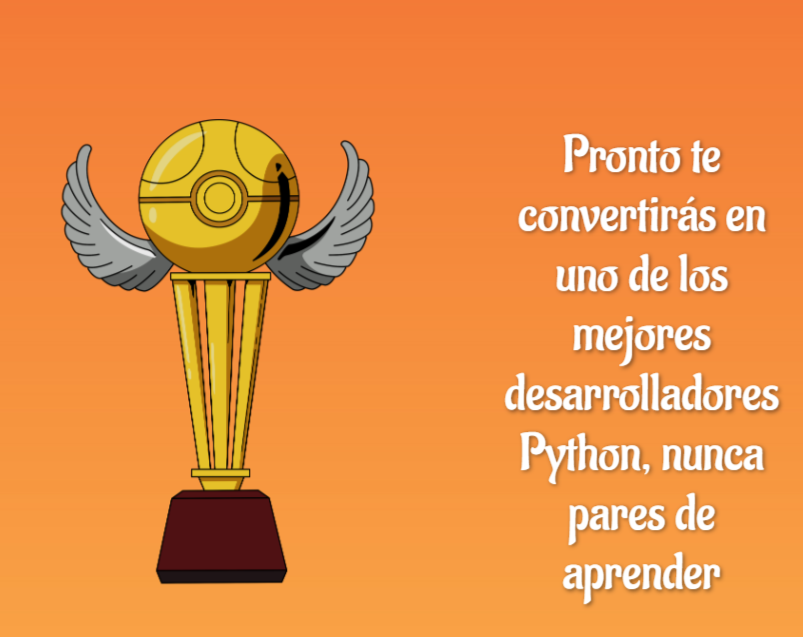 Pronto te
convertirás en
uno de los
mejores
desarrolladores
Python, nunca
pares de
aprender